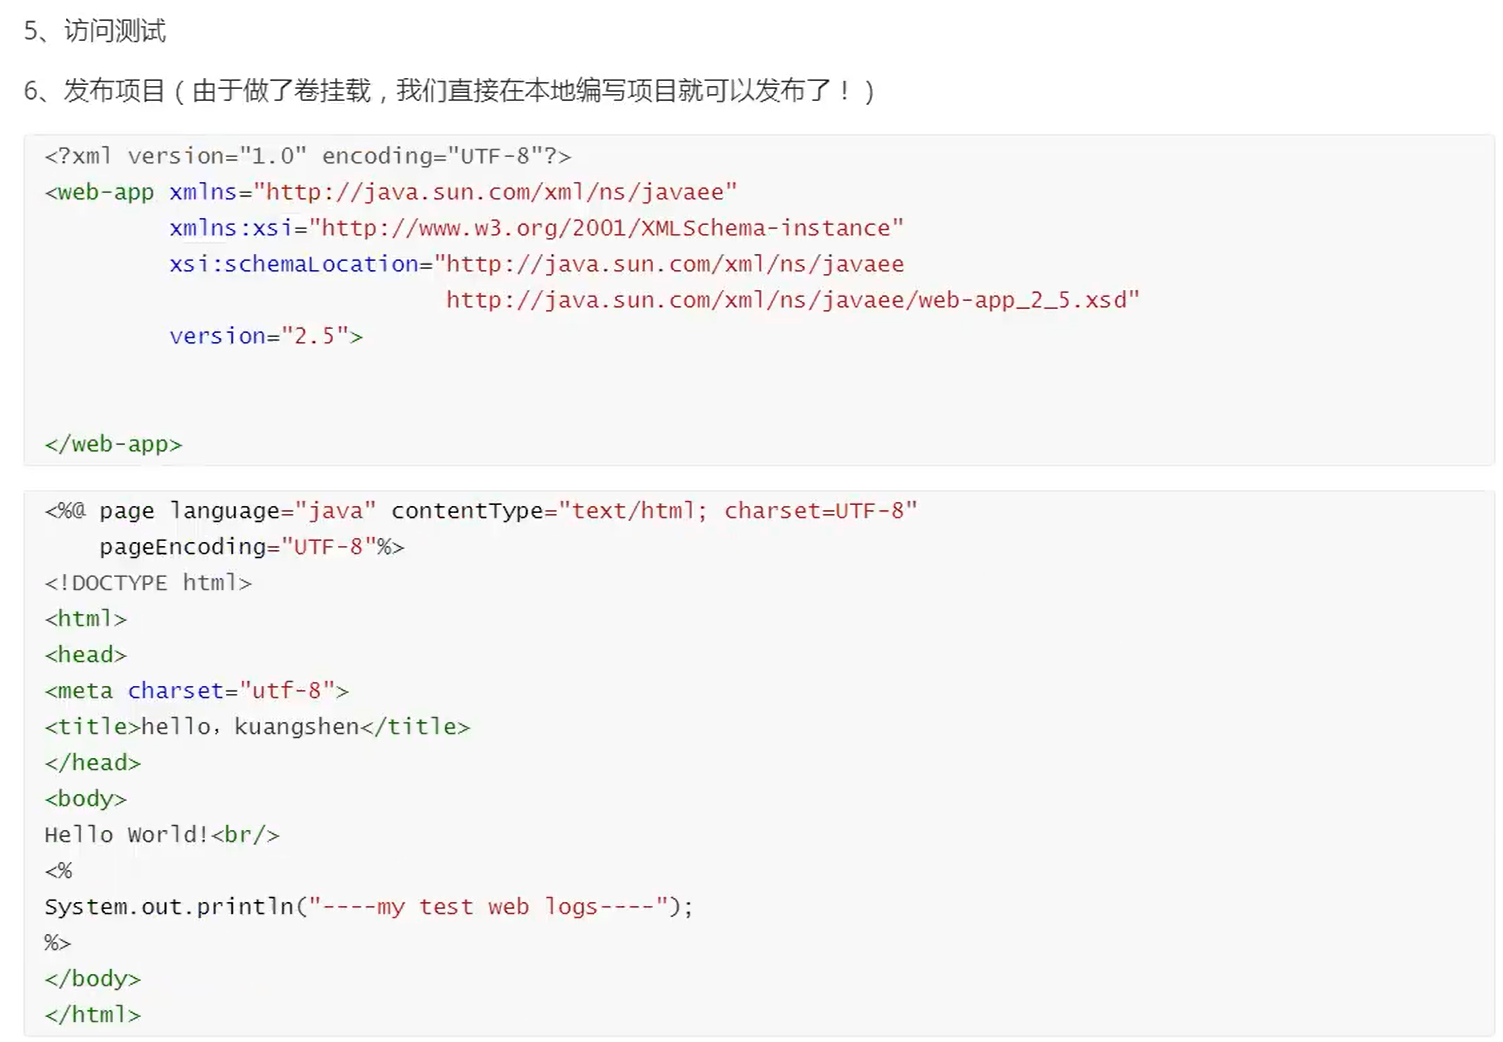 5、访问测试
6、发布项目（由于做了卷挂载，我们直接在本地编写项目就可以发布了！）
<?xml version="1.0" encoding="UTF-8"?>
<web-app xmlns="http://java.sun.com/xml/ns/javaee"
         xmlns:xsi="http://www.w3.org/2001/XMLSchema-instance"
         xsi:schemaLocation="http://java.sun.com/xml/ns/javaee
                             http://java.sun.com/xml/ns/javaee/web-app_2_5.xsd"
         version="2.5">
</web-app>
<%@ page language="java" contentType="text/html; charset=UTF-8"
    pageEncoding="UTF-8"%>
<!DOCTYPE html>
<html>
<head>
<meta charset="utf-8">
<title>hello，kuangshen</title>
</head>
<body>
Hello World!<br/>
<%
System.out.println("----my test web logs----");
%>
</body>
</html>